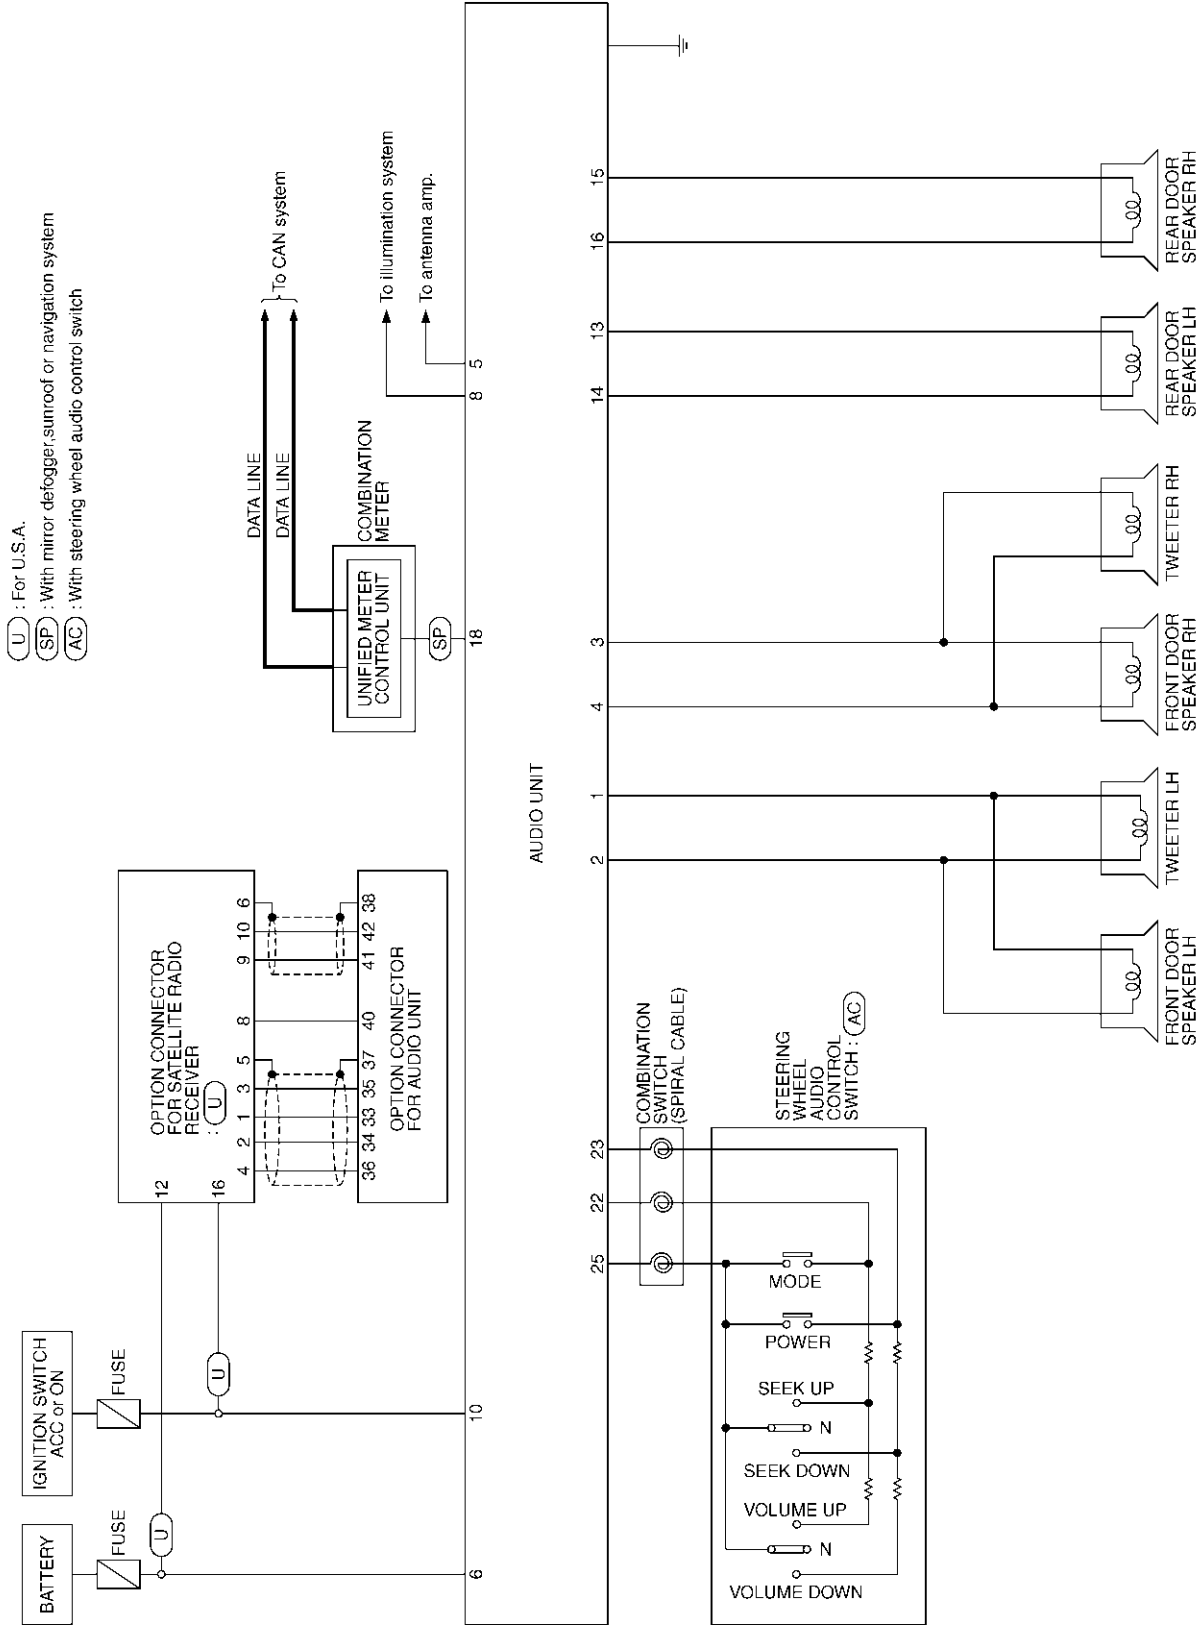 U : For U.S.A.
SP : With mirror defogger,sunroof or navigation system
AC : With steering wheel audio control switch
BATTERY
FUSE
U
IGNITION SWITCH
ACC or ON
FUSE
U
12
16
OPTION CONNECTOR
FOR SATELLITE RADIO
RECEIVER
: U
4 2 1 3 5 8 9 10 6
36 34 33 35 37 40 41 42 38
OPTION CONNECTOR
FOR AUDIO UNIT
DATA LINE
DATA LINE
To CAN system
COMBINATION
METER
UNIFIED METER
CONTROL UNIT
SP
To illumination system
To antenna amp.
6
10
18
8
5
AUDIO UNIT
25
22
23
2
1
4
3
14
13
16
15
COMBINATION
SWITCH
(SPIRAL CABLE)
STEERING
WHEEL
AUDIO
CONTROL
SWITCH : AC
MODE
POWER
SEEK UP
N
SEEK DOWN
VOLUME UP
N
VOLUME DOWN
FRONT DOOR
SPEAKER LH
TWEETER LH
FRONT DOOR
SPEAKER RH
TWEETER RH
REAR DOOR
SPEAKER LH
REAR DOOR
SPEAKER RH